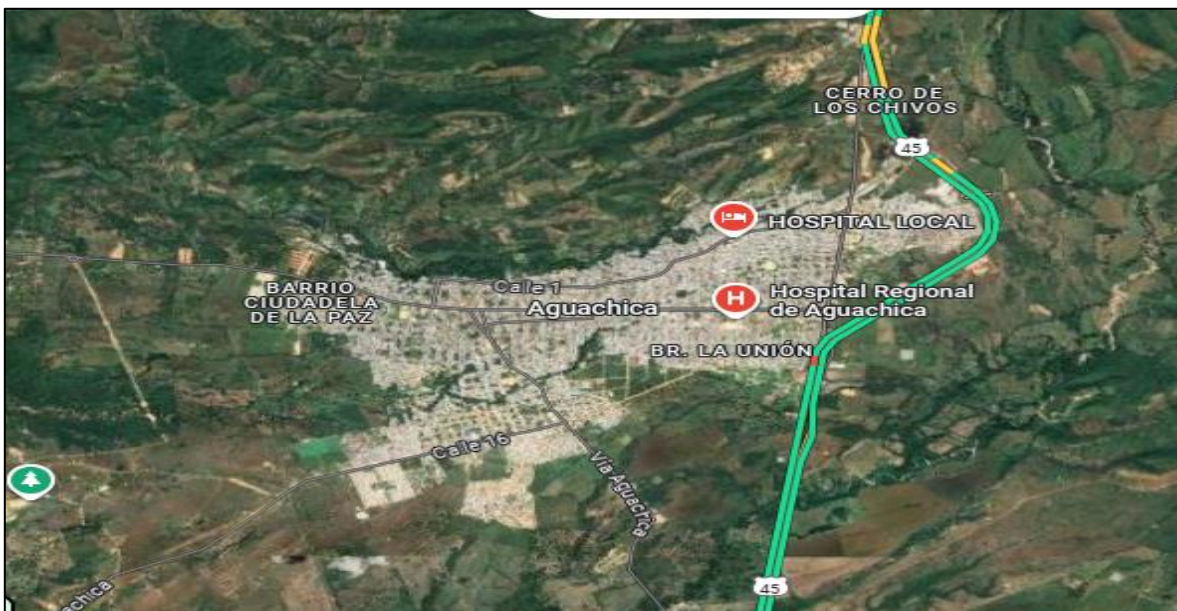 CERRO DE
LOS CHIVOS
45
HOSPITAL LOCAL
BARRIO
CIUDADELA
DE LA PAZ
Calle 1
Aguachica
H
Hospital Regional
de Aguachica
BR. LA UNIÓN
Calle 16
Vía Aguachica
achica
45